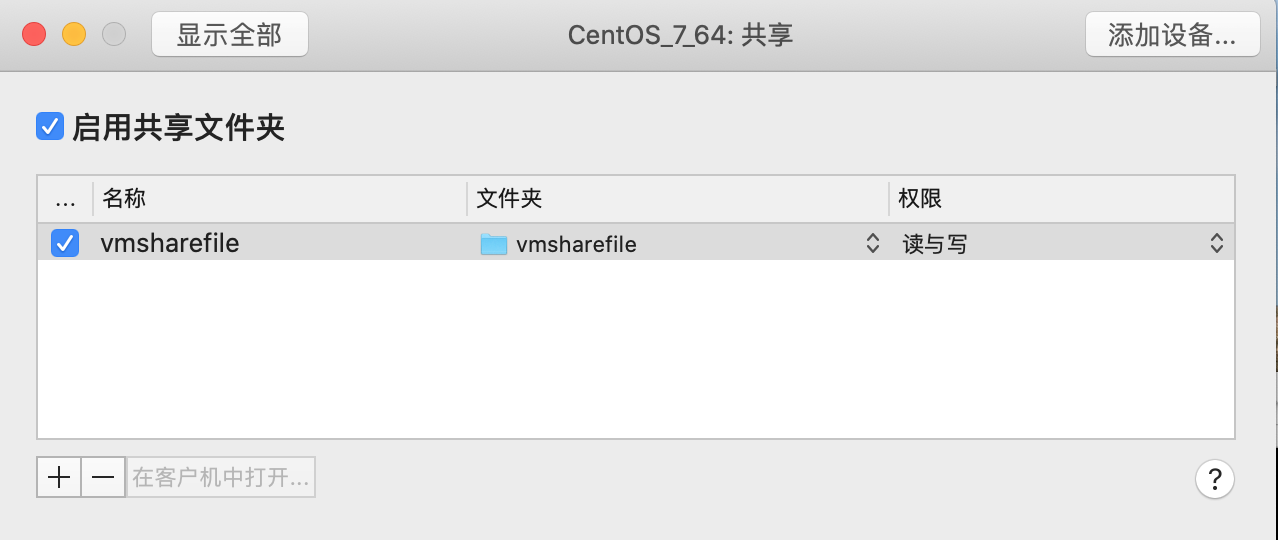 显示全部 CentOS_7_64: 共享 添加设备...
启用共享文件夹
... 名称 文件夹 权限
vmsharefile vmsharefile 读与写
在客户机中打开... ?